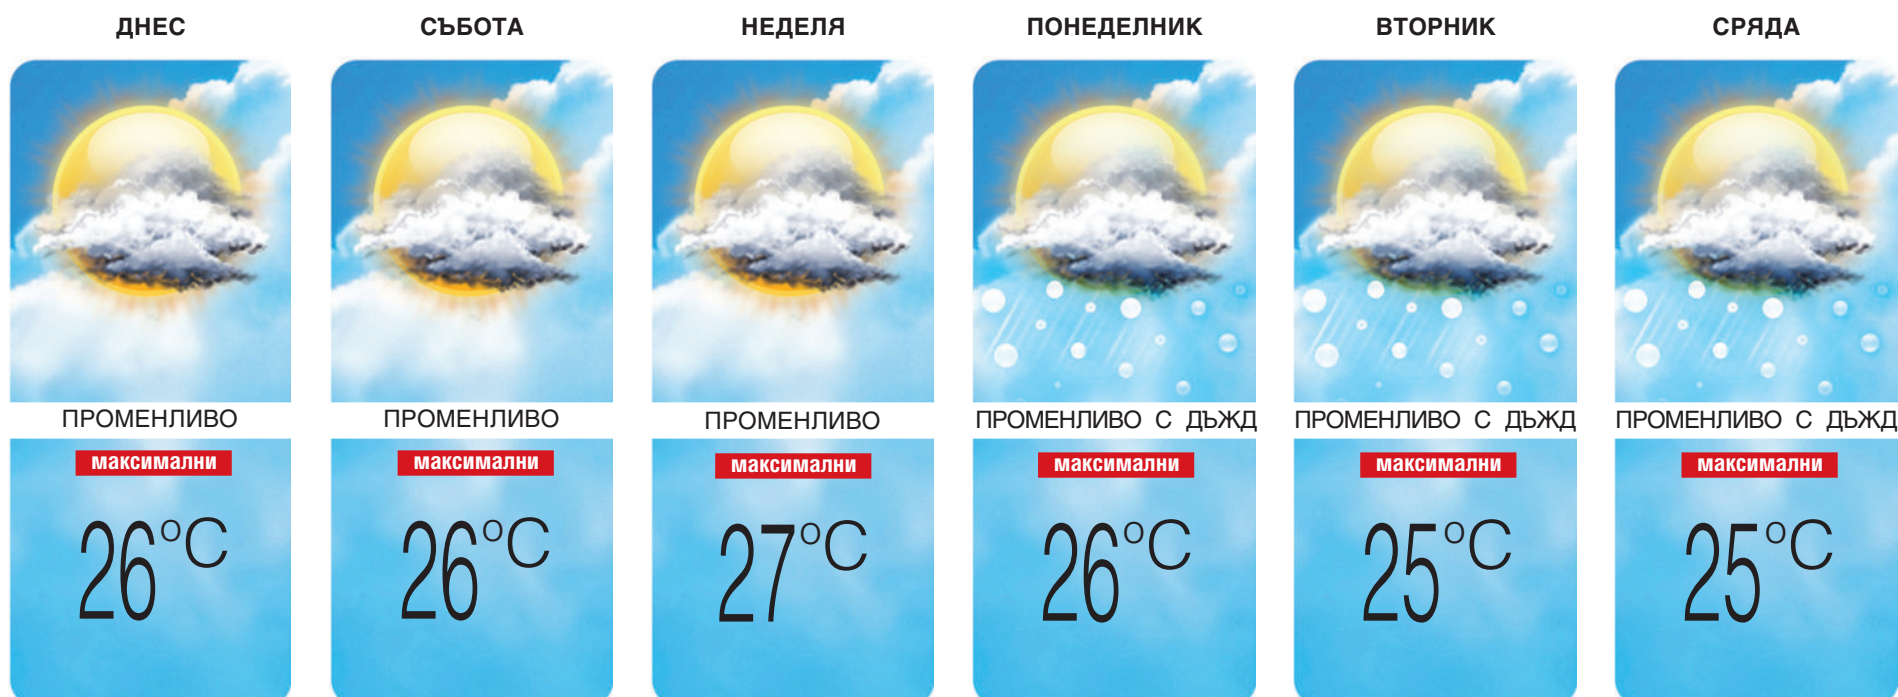 ДНЕС
СЪБОТА
НЕДЕЛЯ
ПОНЕДЕЛНИК
ВТОРНИК
СРЯДА
ПРОМЕНЛИВО
ПРОМЕНЛИВО
ПРОМЕНЛИВО
ПРОМЕНЛИВО С ДЪЖД
ПРОМЕНЛИВО С ДЪЖД
ПРОМЕНЛИВО С ДЪЖД
максимални
максимални
максимални
максимални
максимални
максимални
26°C
26°C
27°C
26°C
25°C
25°C